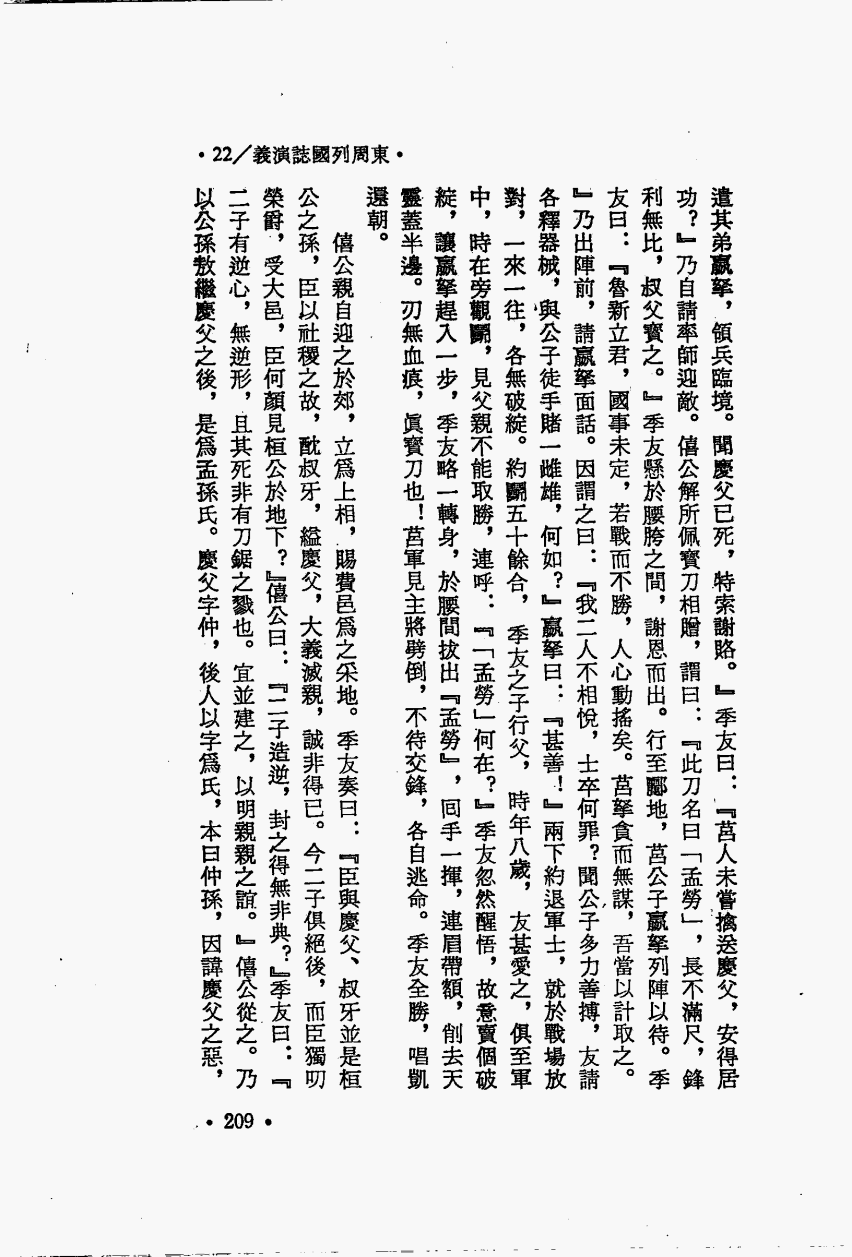 •東周列國誌演義/22•
遣其弟嬴拏，領兵臨境。聞慶父已死，特索謝賂。』季友曰：『莒人未嘗擒送慶父，安得居
功？』乃自請率師迎敵。僖公解所佩寶刀相贈，謂曰：『此刀名曰「孟勞」，長不滿尺，鋒
利無比，叔父寶之。』季友懸於腰胯之間，謝恩而出。行至酈地，莒公子嬴拏列陣以待。季
友曰：『魯新立君，國事未定，若戰而不勝，人心動搖矣。莒拏貪而無謀，吾當以計取之。
』乃出陣前，請嬴拏面話。因謂之曰：『我二人不相悅，士卒何罪？聞公子多力善搏，友請
各釋器械，與公子徒手賭一雌雄，何如？』嬴拏曰：『甚善！』兩下約退軍士，就於戰場放
對，一來一往，各無破綻。約鬭五十餘合，季友之子行父，時年八歲，友甚愛之，俱至軍
中，時在旁觀鬭，見父親不能取勝，連呼：『「孟勞」何在？』季友忽然醒悟，故意賣個破
綻，讓嬴拏趕入一步，季友略一轉身，於腰間拔出『孟勞』，回手一揮，連眉帶額，削去天
靈蓋半邊。刃無血痕，眞寶刀也！莒軍見主將劈倒，不待交鋒，各自逃命。季友全勝，唱凱
還朝。
僖公親自迎之於郊，立爲上相，賜費邑爲之采地。季友奏曰：『臣與慶父、叔牙並是桓
公之孫，臣以社稷之故，酖叔牙，縊慶父，大義滅親，誠非得已。今二子俱絕後，而臣獨叨
榮爵，受大邑，臣何顏見桓公於地下？』僖公曰：『二子造逆，封之得無非典？』季友曰：『
二子有逆心，無逆形，且其死非有刀鋸之戮也。宜並建之，以明親親之誼。』僖公從之。乃
以公孫敖繼慶父之後，是爲孟孫氏。慶父字仲，後人以字爲氏，本曰仲孫，因諱慶父之惡，
•209•